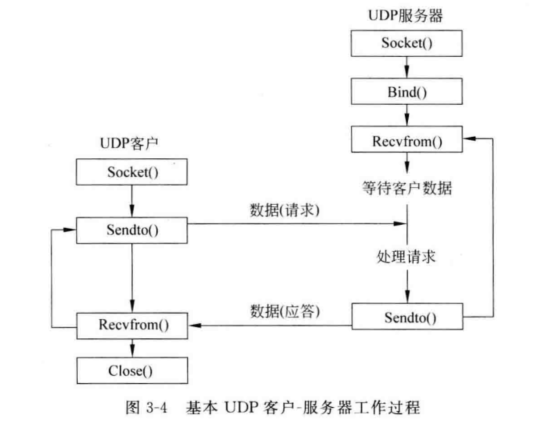 UDP服务器
Socket()
Bind()
Recvfrom()
等待客户数据
UDP客户
Socket()
Sendto()
数据(请求)
处理请求
Recvfrom()
数据(应答)
Sendto()
Close()
图 3-4 基本 UDP 客户-服务器工作过程